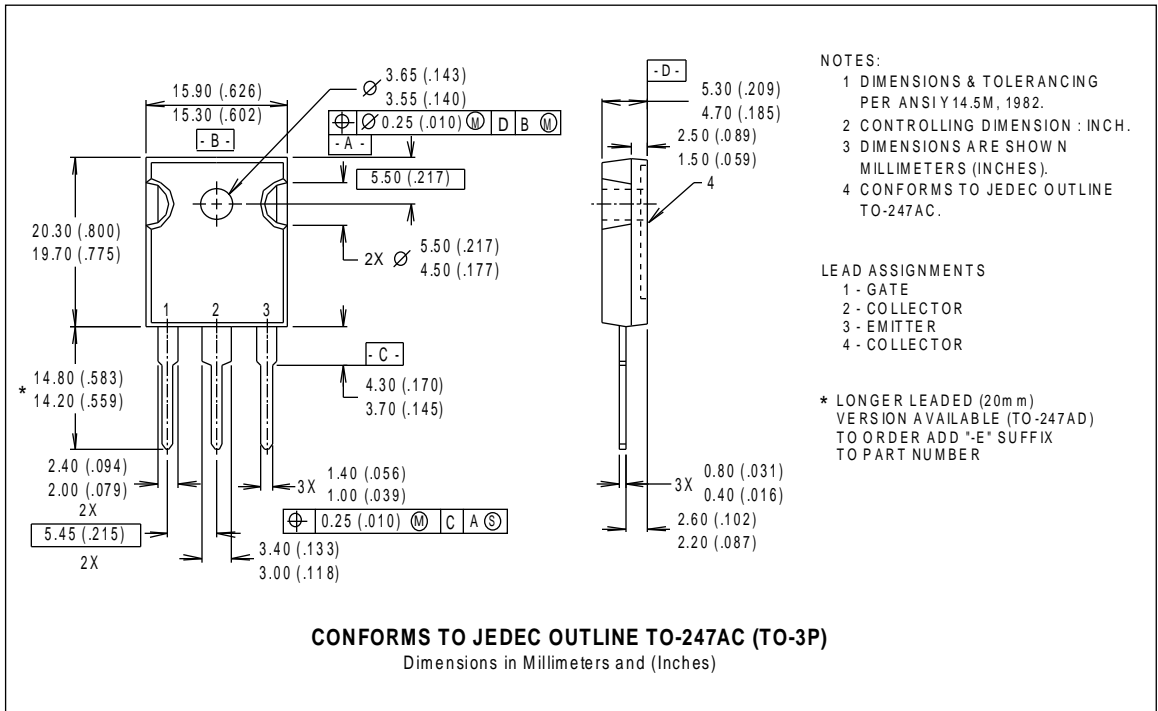 15.90 (.626)
15.30 (.602)
- B -
Ø 3.65 (.143)
3.55 (.140)
⌖ Ø 0.25 (.010) Ⓜ D B Ⓜ
- A -
5.50 (.217)
20.30 (.800)
19.70 (.775)
2X Ø 5.50 (.217)
4.50 (.177)
1 2 3
- C -
* 14.80 (.583)
14.20 (.559)
4.30 (.170)
3.70 (.145)
2.40 (.094)
2.00 (.079)
2X
5.45 (.215)
2X
3X 1.40 (.056)
1.00 (.039)
⌖ 0.25 (.010) Ⓜ C A Ⓢ
3.40 (.133)
3.00 (.118)
- D -
5.30 (.209)
4.70 (.185)
2.50 (.089)
1.50 (.059)
4
3X 0.80 (.031)
0.40 (.016)
2.60 (.102)
2.20 (.087)
NOTES:
1 DIMENSIONS & TOLERANCING
PER ANSI Y14.5M, 1982.
2 CONTROLLING DIMENSION : INCH.
3 DIMENSIONS ARE SHOWN
MILLIMETERS (INCHES).
4 CONFORMS TO JEDEC OUTLINE
TO-247AC.
LEAD ASSIGNMENTS
1 - GATE
2 - COLLECTOR
3 - EMITTER
4 - COLLECTOR
* LONGER LEADED (20mm)
VERSION AVAILABLE (TO-247AD)
TO ORDER ADD "-E" SUFFIX
TO PART NUMBER
CONFORMS TO JEDEC OUTLINE TO-247AC (TO-3P)
Dimensions in Millimeters and (Inches)